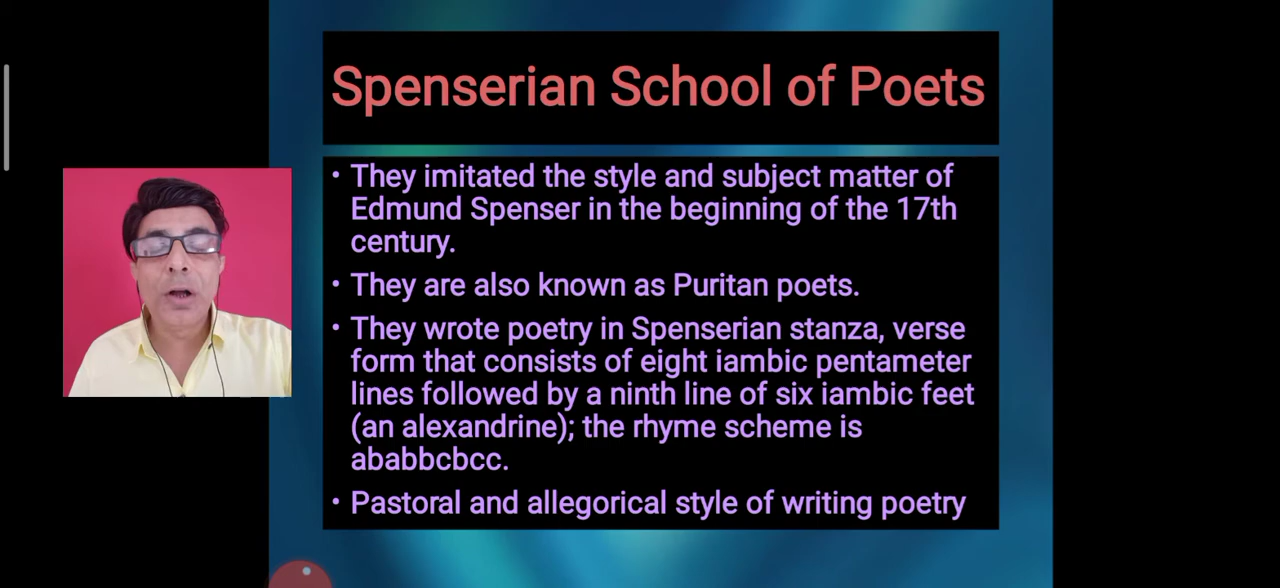 Spenserian School of Poets
• They imitated the style and subject matter of
Edmund Spenser in the beginning of the 17th
century.
• They are also known as Puritan poets.
• They wrote poetry in Spenserian stanza, verse
form that consists of eight iambic pentameter
lines followed by a ninth line of six iambic feet
(an alexandrine); the rhyme scheme is
ababbcbcc.
• Pastoral and allegorical style of writing poetry